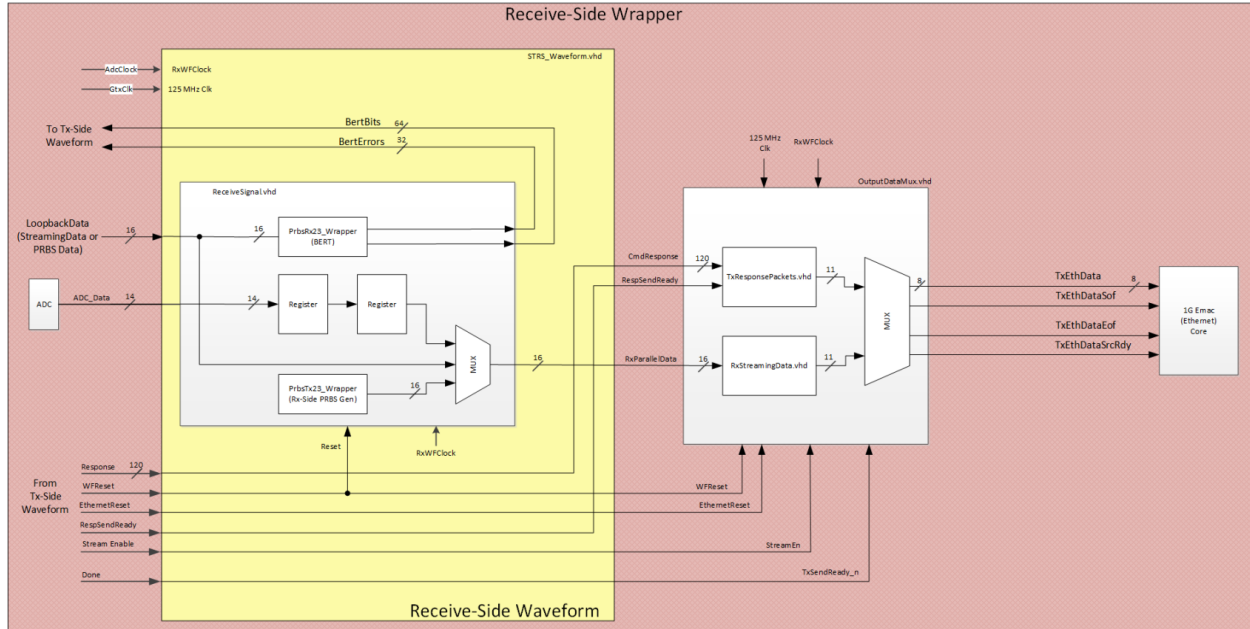 Receive-Side Wrapper
STRS_Waveform.vhd
AdcClock
RxWFClock
GtxClk
125 MHz Clk
To Tx-Side
Waveform
BertBits
64
BertErrors
32
125 MHz
Clk
RxWFClock
ReceiveSignal.vhd
OutputDataMux.vhd
LoopbackData
(StreamingData or
PRBS Data)
16
16
PrbsRx23_Wrapper
(BERT)
CmdResponse
120
TxResponsePackets.vhd
11
RespSendReady
ADC
ADC_Data
14
14
Register
Register
MUX
16
RxParallelData
16
RxStreamingData.vhd
11
MUX
8
TxEthData
8
TxEthDataSof
TxEthDataEof
TxEthDataSrcRdy
1G Emac
(Ethernet)
Core
PrbsTx23_Wrapper
(Rx-Side PRBS Gen)
16
Reset
RxWFClock
From
Tx-Side
Waveform
Response
120
WFReset
WFReset
EthernetReset
EthernetReset
RespSendReady
Stream Enable
StreamEn
Done
TxSendReady_n
Receive-Side Waveform